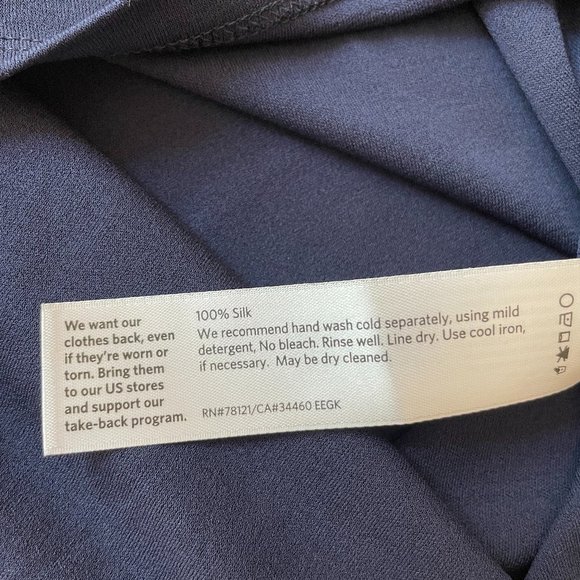 We want our
clothes back, even
if they're worn or
torn. Bring them
to our US stores
and support our
take-back program.
100% Silk
We recommend hand wash cold separately, using mild
detergent, No bleach. Rinse well. Line dry. Use cool iron,
if necessary. May be dry cleaned.
RN#78121/CA#34460 EEGK